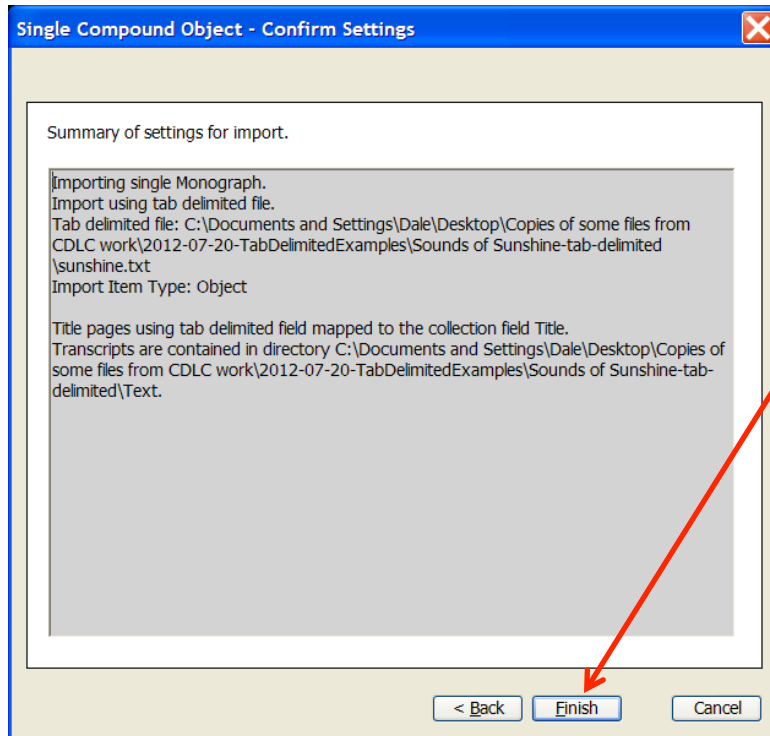 Single Compound Object - Confirm Settings
Summary of settings for import.
Importing single Monograph.
Import using tab delimited file.
Tab delimited file: C:\Documents and Settings\Dale\Desktop\Copies of some files from
CDLC work\2012-07-20-TabDelimitedExamples\Sounds of Sunshine-tab-delimited
\sunshine.txt
Import Item Type: Object
Title pages using tab delimited field mapped to the collection field Title.
Transcripts are contained in directory C:\Documents and Settings\Dale\Desktop\Copies of
some files from CDLC work\2012-07-20-TabDelimitedExamples\Sounds of Sunshine-tab-
delimited\Text.
< Back Finish Cancel